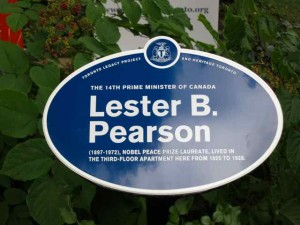 TORONTO LEGACY PROJECT AND HERITAGE TORONTO
THE 14TH PRIME MINISTER OF CANADA
Lester B.
Pearson
(1897-1972), NOBEL PEACE PRIZE LAUREATE, LIVED IN
THE THIRD-FLOOR APARTMENT HERE FROM 1925 TO